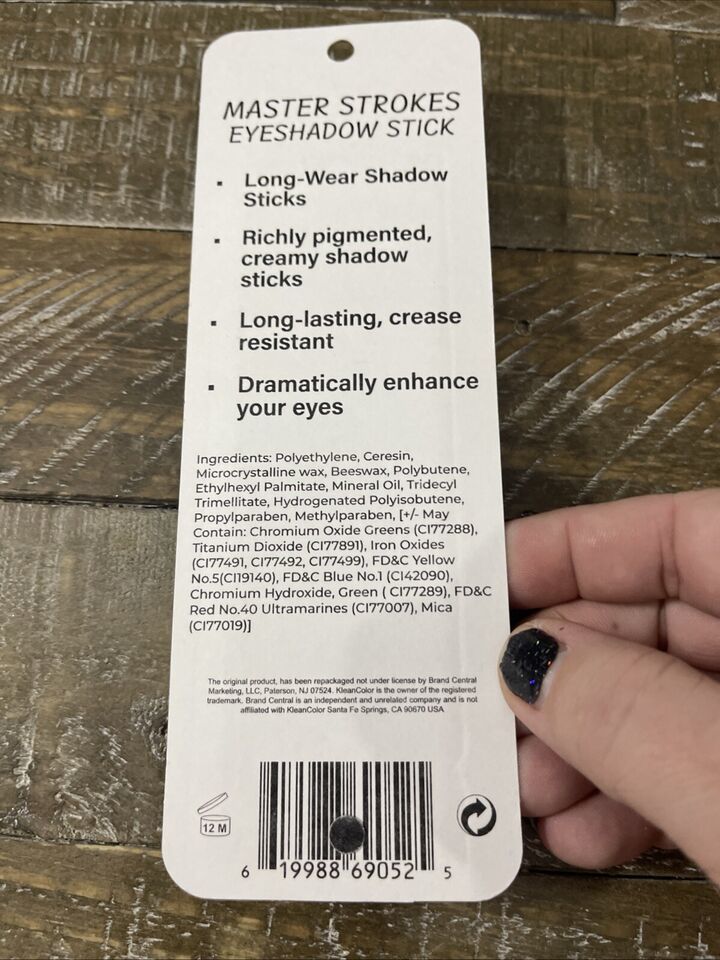 MASTER STROKES
EYESHADOW STICK
▪ Long-Wear Shadow
Sticks
▪ Richly pigmented,
creamy shadow
sticks
▪ Long-lasting, crease
resistant
▪ Dramatically enhance
your eyes
Ingredients: Polyethylene, Ceresin,
Microcrystalline wax, Beeswax, Polybutene,
Ethylhexyl Palmitate, Mineral Oil, Tridecyl
Trimellitate, Hydrogenated Polyisobutene,
Propylparaben, Methylparaben, [+/- May
Contain: Chromium Oxide Greens (CI77288),
Titanium Dioxide (CI77891), Iron Oxides
(CI77491, CI77492, CI77499), FD&C Yellow
No.5(CI19140), FD&C Blue No.1 (CI42090),
Chromium Hydroxide, Green ( CI77289), FD&C
Red No.40 Ultramarines (CI77007), Mica
(CI77019)]
The original product, has been repackaged not under license by Brand Central
Marketing, LLC, Paterson, NJ 07524. KleanColor is the owner of the registered
trademark. Brand Central is an independent and unrelated company and is not
affiliated with KleanColor Santa Fe Springs, CA 90670 USA
12 M
6 19988 69052 5